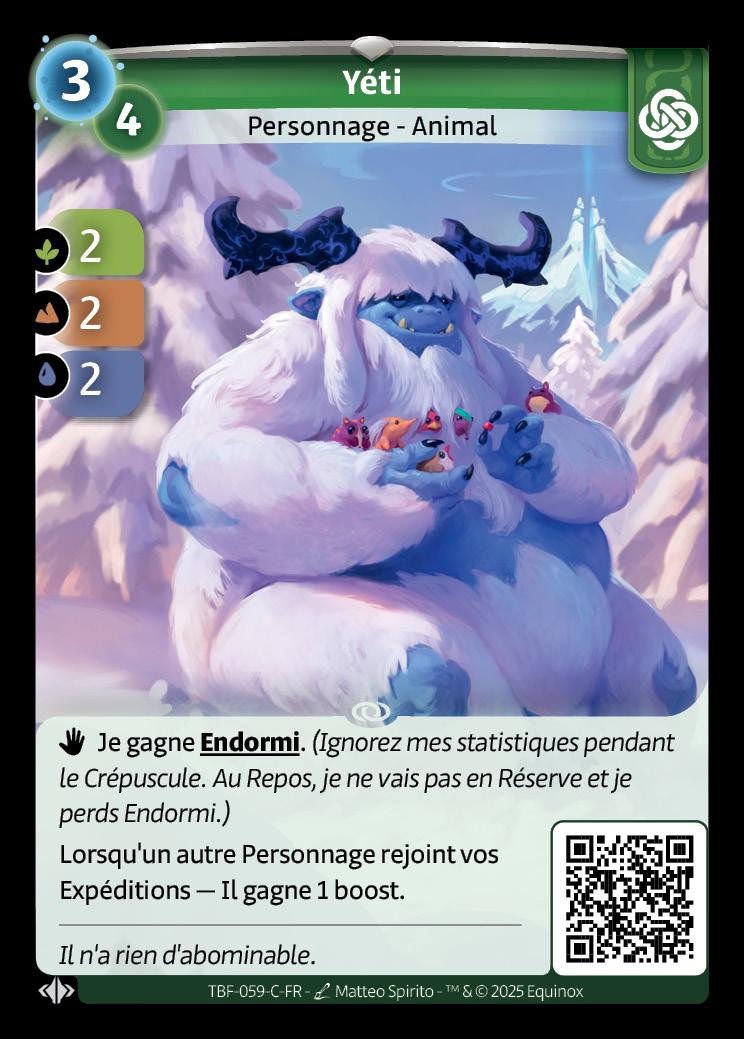 3
Yéti
4
Personnage - Animal
2
2
2
Je gagne Endormi. (Ignorez mes statistiques pendant
le Crépuscule. Au Repos, je ne vais pas en Réserve et je
perds Endormi.)
Lorsqu'un autre Personnage rejoint vos
Expéditions — Il gagne 1 boost.
Il n'a rien d'abominable.
TBF-059-C-FR - Matteo Spirito - ™ & © 2025 Equinox